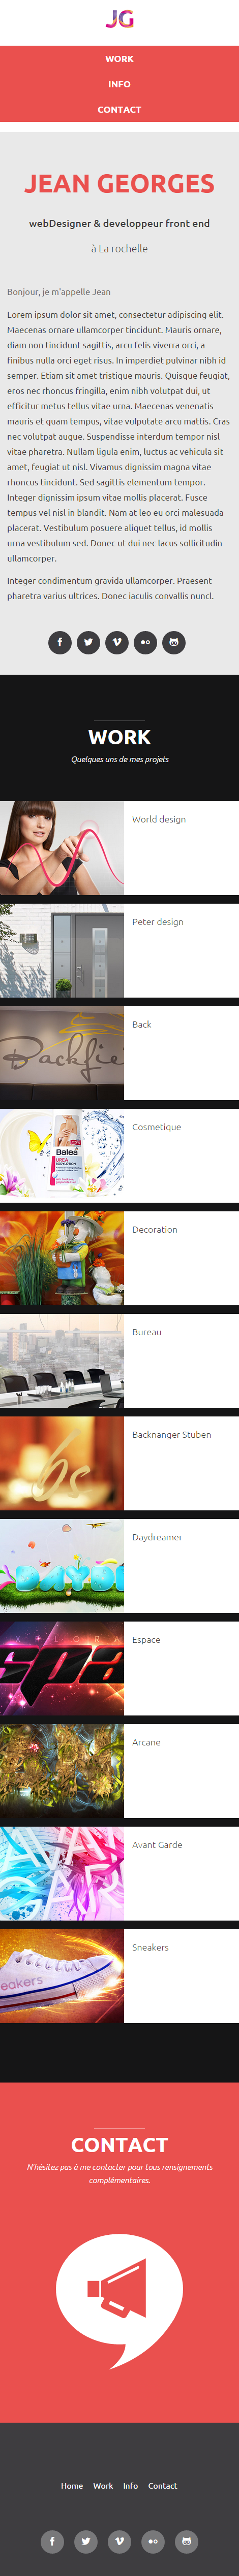 JG
WORK
INFO
CONTACT
JEAN GEORGES
webDesigner & developpeur front end
à La rochelle
Bonjour, je m'appelle Jean
Lorem ipsum dolor sit amet, consectetur adipiscing elit.
Maecenas ornare ullamcorper tincidunt. Mauris ornare,
diam non tincidunt sagittis, arcu felis viverra orci, a
finibus nulla orci eget risus. In imperdiet pulvinar nibh id
semper. Etiam sit amet tristique mauris. Quisque feugiat,
eros nec rhoncus fringilla, enim nibh volutpat dui, ut
efficitur metus tellus vitae urna. Maecenas venenatis
mauris et quam tempus, vitae vulputate arcu mattis. Cras
nec volutpat augue. Suspendisse interdum tempor nisl
vitae pharetra. Nullam ligula enim, luctus ac vehicula sit
amet, feugiat ut nisl. Vivamus dignissim magna vitae
rhoncus tincidunt. Sed sagittis elementum tempor.
Integer dignissim ipsum vitae mollis placerat. Fusce
tempus vel nisl in blandit. Nam at leo eu orci malesuada
placerat. Vestibulum posuere aliquet tellus, id mollis
urna vestibulum sed. Donec ut dui nec lacus sollicitudin
ullamcorper.
Integer condimentum gravida ullamcorper. Praesent
pharetra varius ultrices. Donec iaculis convallis nuncl.
WORK
Quelques uns de mes projets
World design
Peter design
Backfie
Back
Balea
UREA
Cosmetique
Decoration
Bureau
bs
Backnanger Stuben
Daydreamer
XPLORA
spa
Espace
Arcane
Avant Garde
eakers
Sneakers
CONTACT
N'hésitez pas à me contacter pour tous rensignements
complémentaires.
Home Work Info Contact